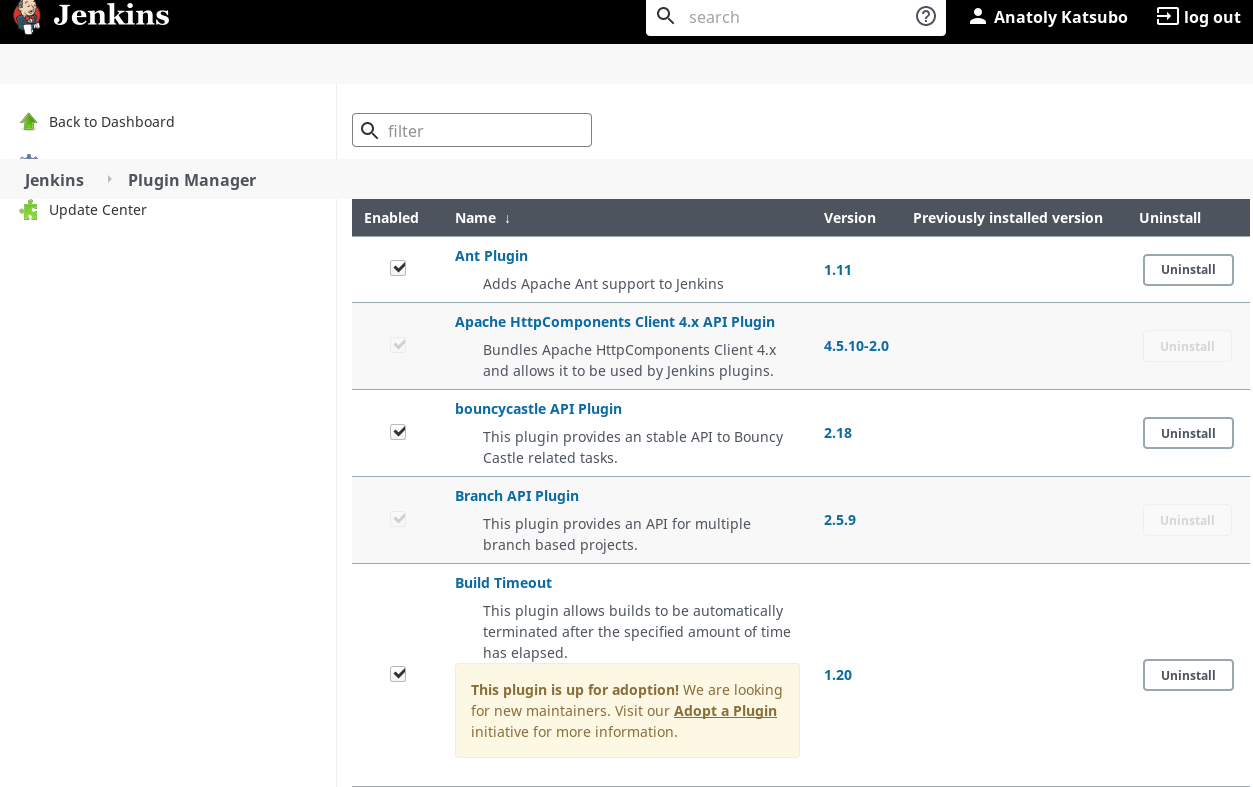 Jenkins
search
Anatoly Katsubo
log out
Back to Dashboard
filter
Jenkins
Plugin Manager
Update Center
Enabled Name ↓ Version Previously installed version Uninstall
Ant Plugin
Adds Apache Ant support to Jenkins
1.11
Uninstall
Apache HttpComponents Client 4.x API Plugin
Bundles Apache HttpComponents Client 4.x
and allows it to be used by Jenkins plugins.
4.5.10-2.0
Uninstall
bouncycastle API Plugin
This plugin provides an stable API to Bouncy
Castle related tasks.
2.18
Uninstall
Branch API Plugin
This plugin provides an API for multiple
branch based projects.
2.5.9
Uninstall
Build Timeout
This plugin allows builds to be automatically
terminated after the specified amount of time
has elapsed.
This plugin is up for adoption! We are looking
for new maintainers. Visit our Adopt a Plugin
initiative for more information.
1.20
Uninstall